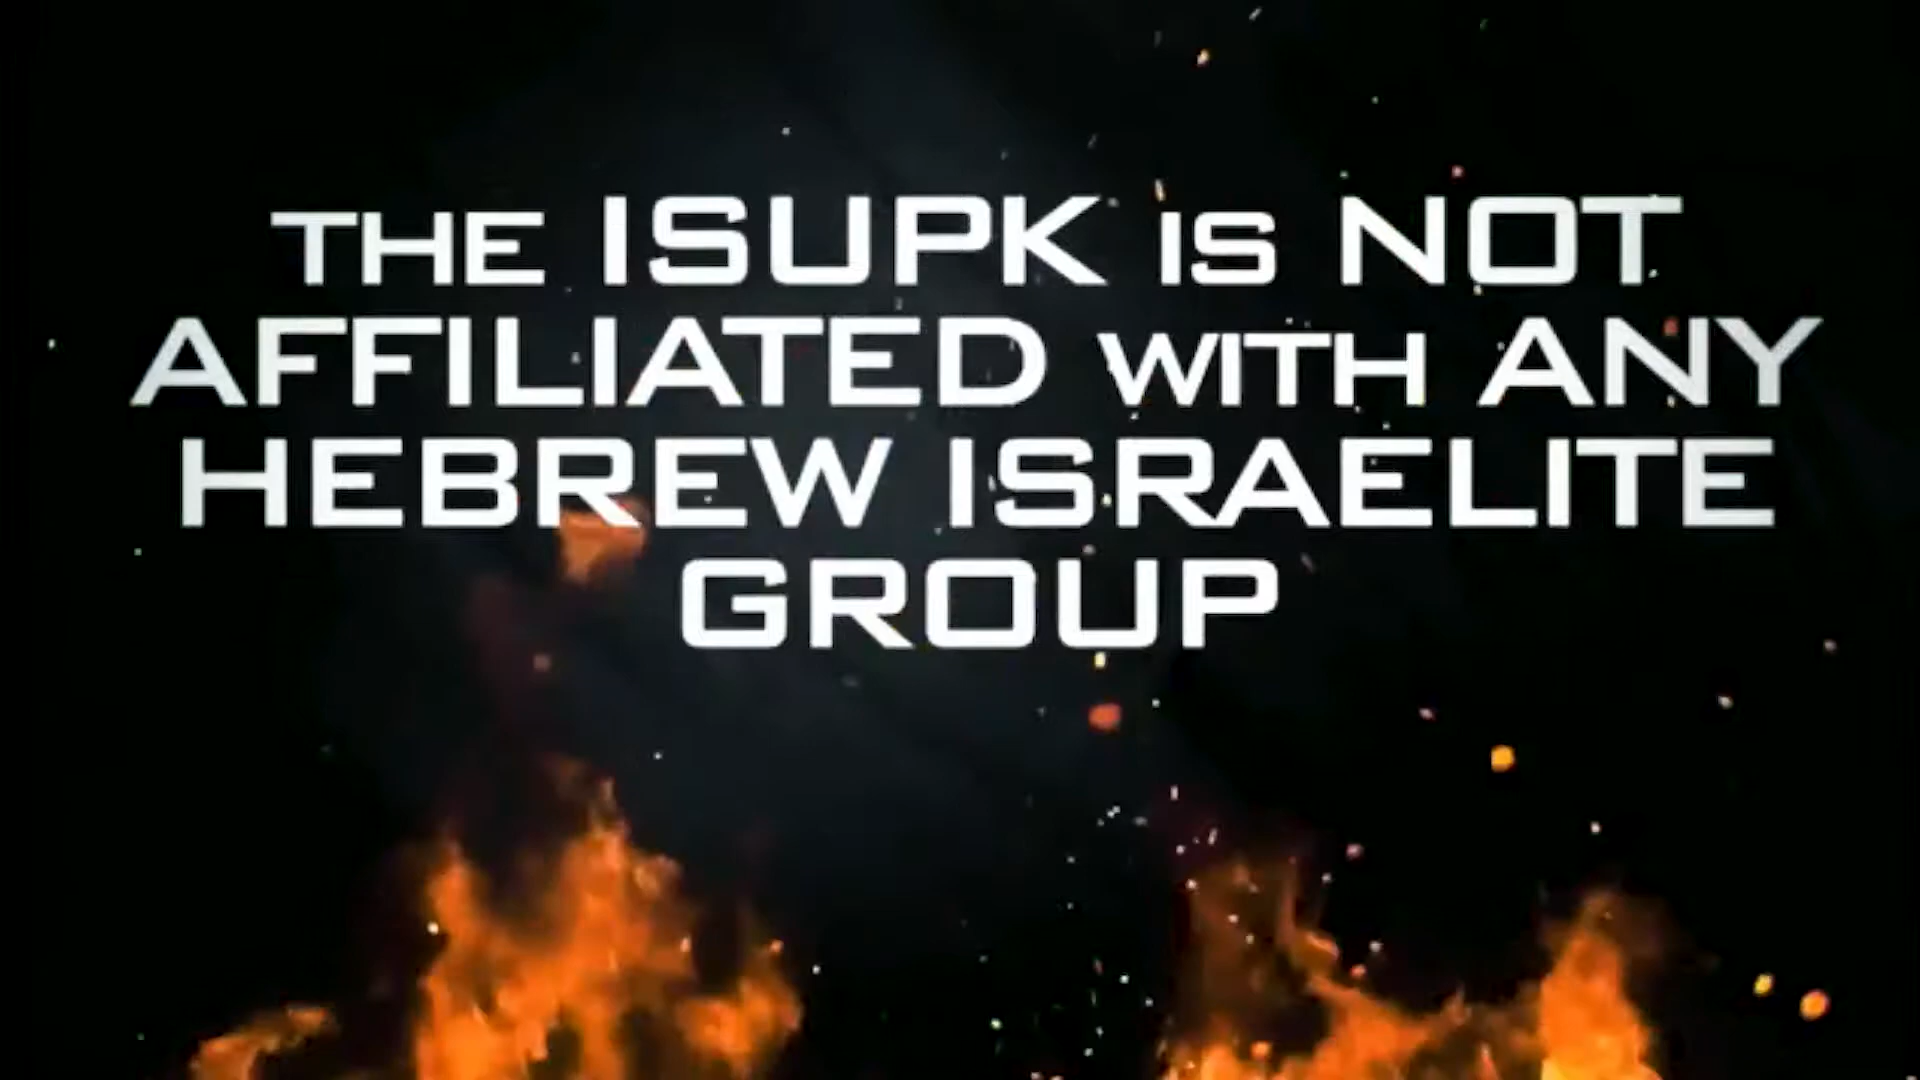 THE ISUPK IS NOT
AFFILIATED WITH ANY
HEBREW ISRAELITE
GROUP